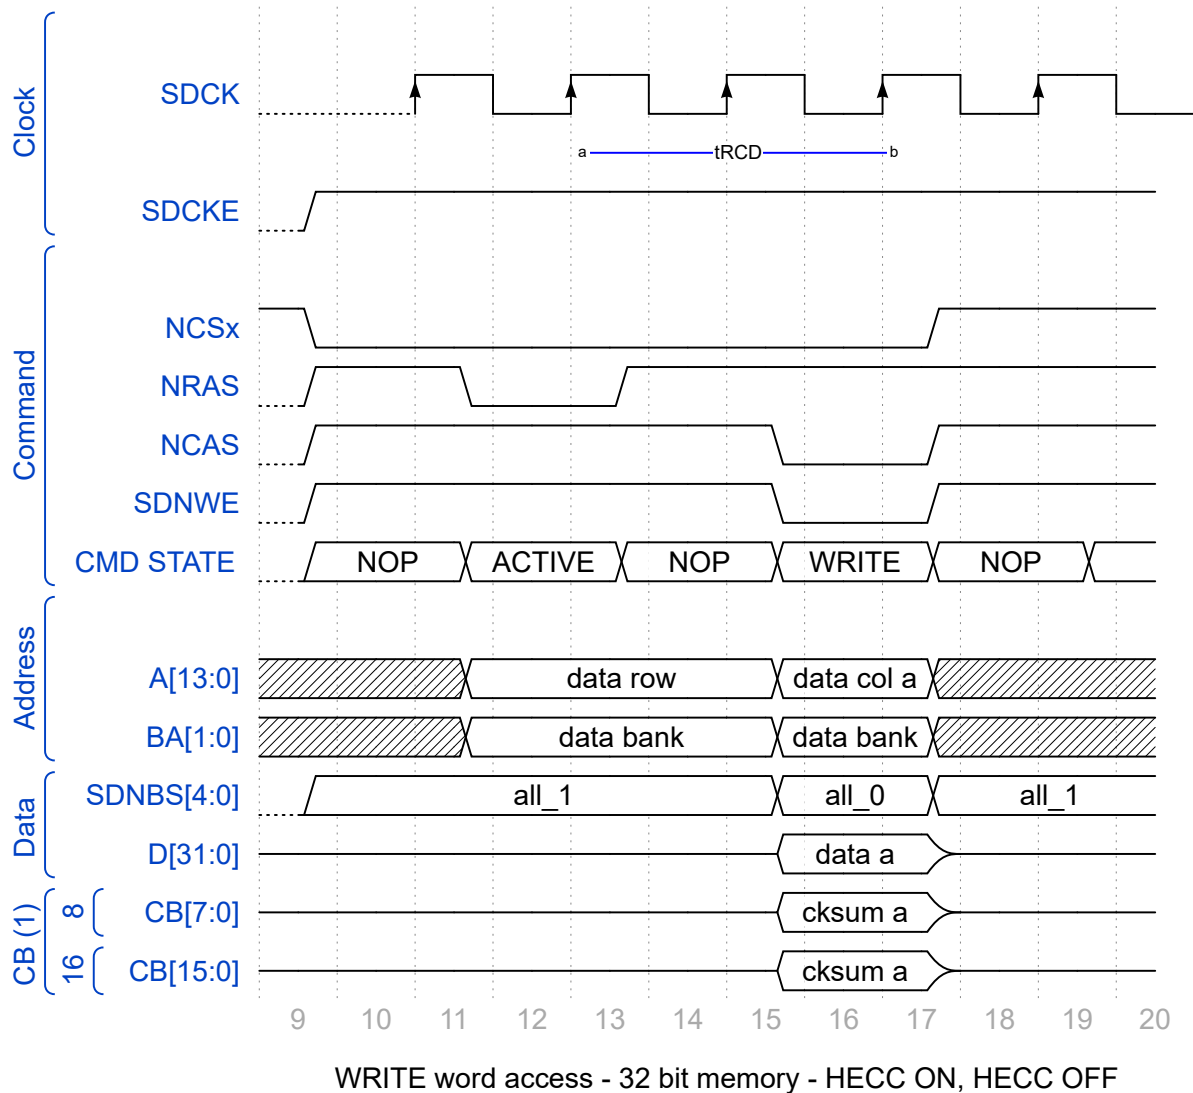 Clock
SDCK
a tRCD b
SDCKE
Command
NCSx
NRAS
NCAS
SDNWE
CMD STATE NOP ACTIVE NOP WRITE NOP
Address
A[13:0] data row data col a
BA[1:0] data bank data bank
Data
SDNBS[4:0] all_1 all_0 all_1
D[31:0] data a
CB (1)
8 CB[7:0] cksum a
16 CB[15:0] cksum a
9 10 11 12 13 14 15 16 17 18 19 20
WRITE word access - 32 bit memory - HECC ON, HECC OFF